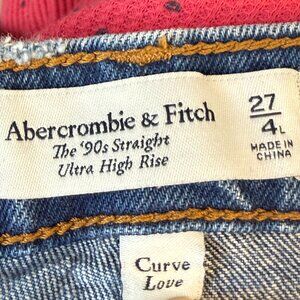 Abercrombie & Fitch
The '90s Straight
Ultra High Rise
27
4L
MADE IN
CHINA
Curve
Love